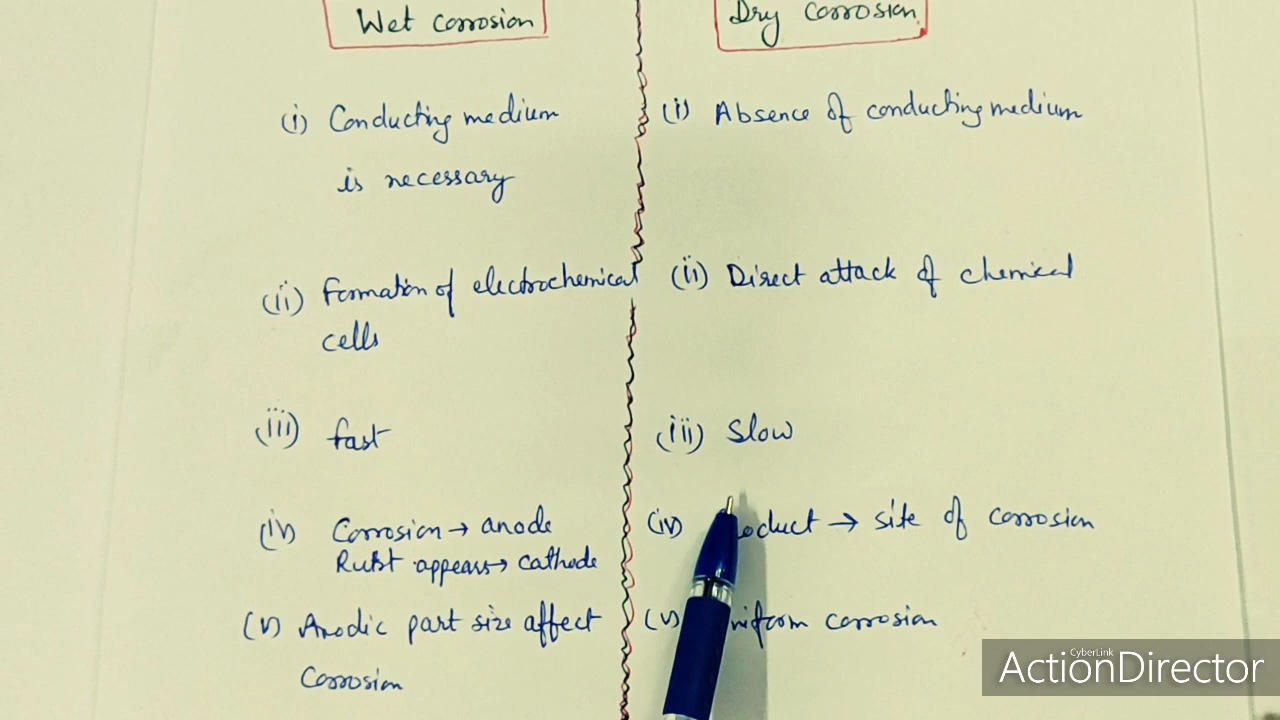 Wet corrosion
Dry corrosion
(i) Conducting medium
is necessary
(i) Absence of conducting medium
(ii) Formation of electrochemical
cells
(ii) Direct attack of chemical
(iii) fast
(iii) Slow
(iv) Corrosion → anode
Rust appears → cathode
(iv) oduct → site of corrosion
(v) Anodic part size affect
Corrosion
(v) niform corrosion
CyberLink
ActionDirector